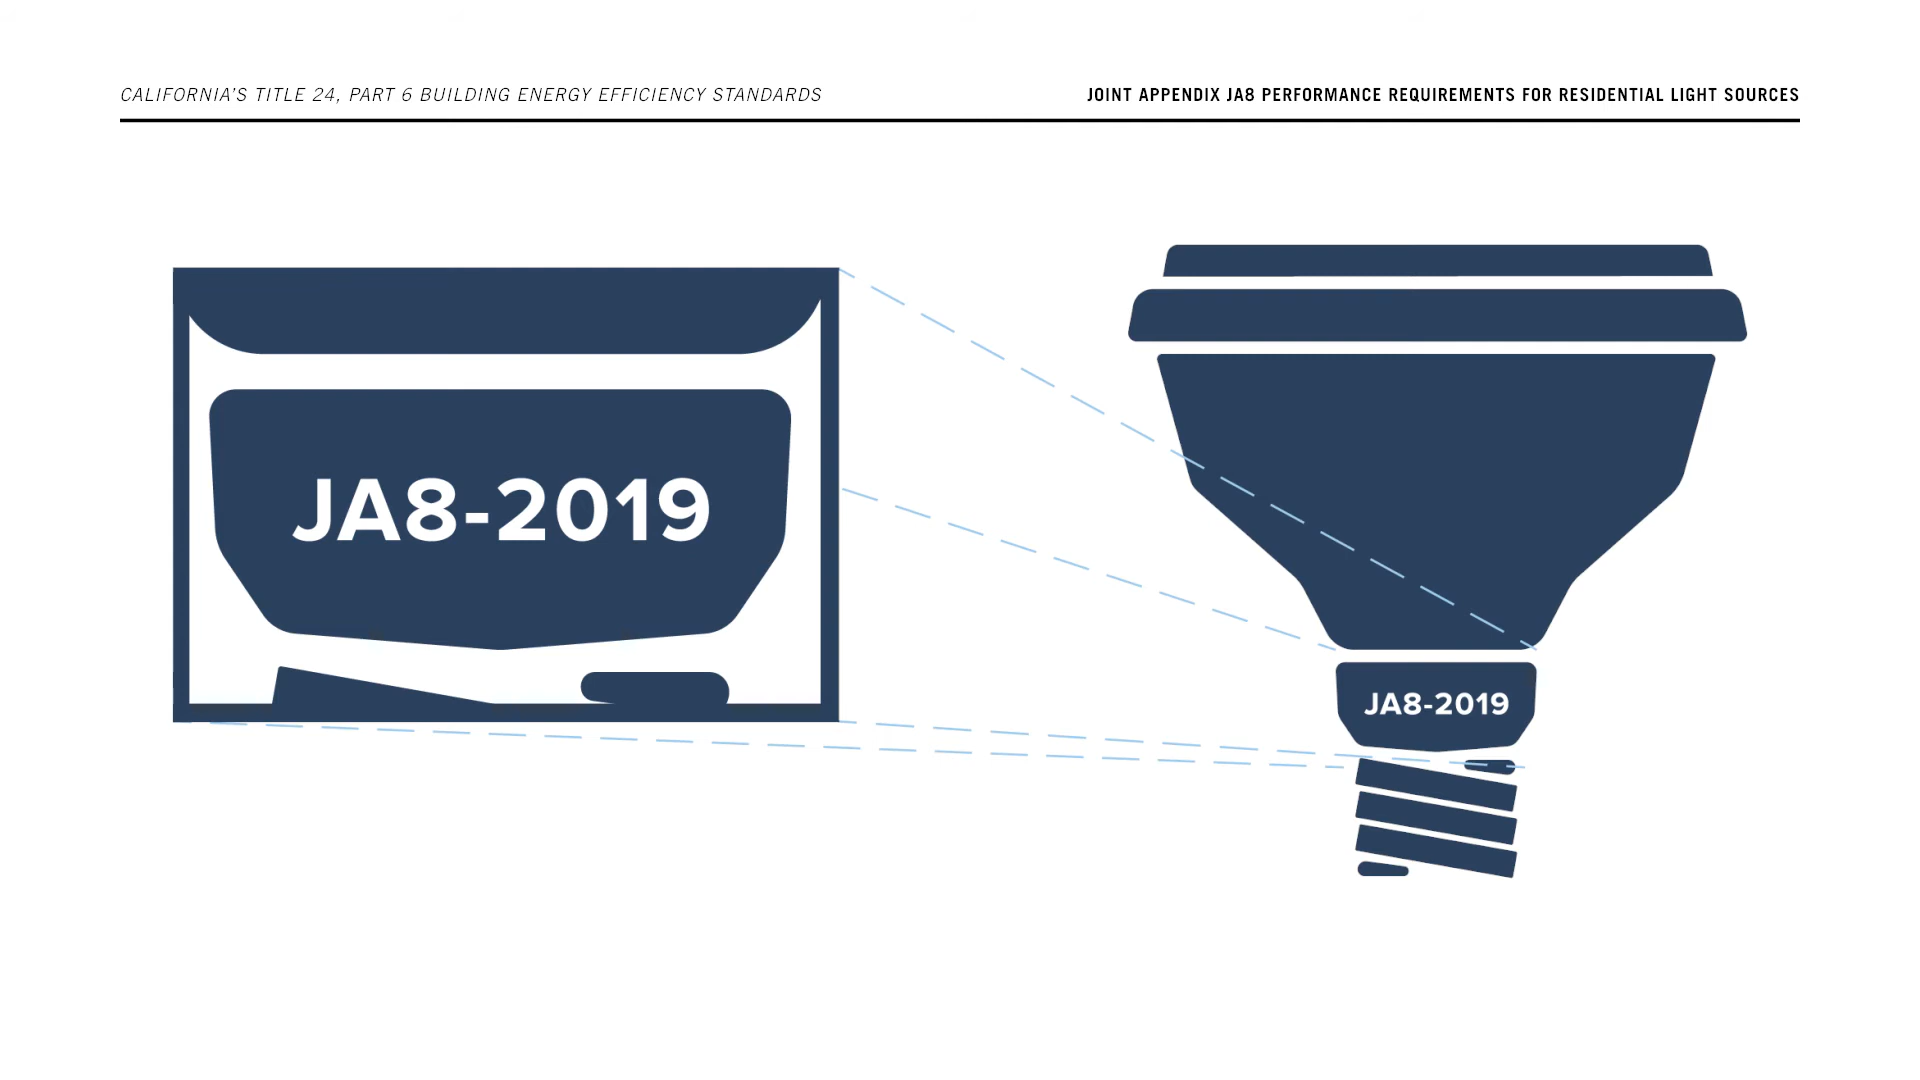 CALIFORNIA'S TITLE 24, PART 6 BUILDING ENERGY EFFICIENCY STANDARDS
JOINT APPENDIX JA8 PERFORMANCE REQUIREMENTS FOR RESIDENTIAL LIGHT SOURCES
JA8-2019
JA8-2019